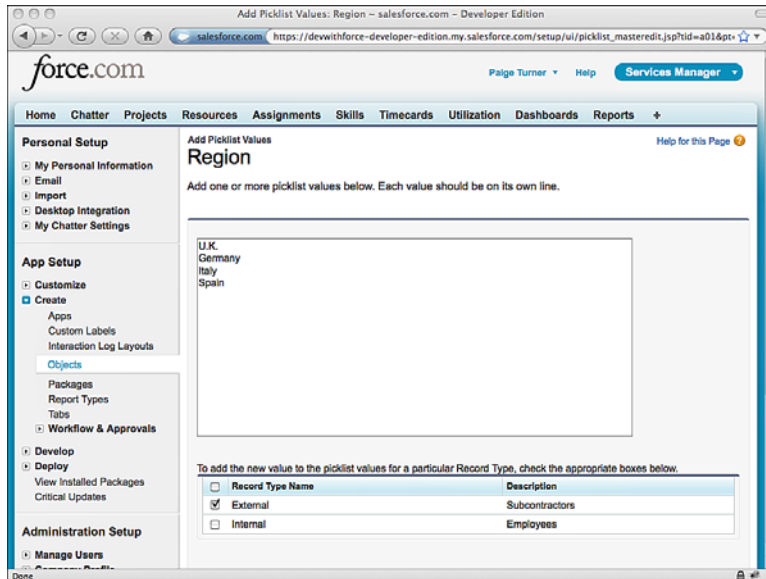 Add Picklist Values: Region ~ salesforce.com – Developer Edition
salesforce.com https://devwithforce-developer-edition.my.salesforce.com/setup/ui/picklist_masteredit.jsp?tid=a01&pt
force.com
Paige Turner Help Services Manager
Home Chatter Projects Resources Assignments Skills Timecards Utilization Dashboards Reports +
Personal Setup
My Personal Information
Email
Import
Desktop Integration
My Chatter Settings
App Setup
Customize
Create
Apps
Custom Labels
Interaction Log Layouts
Objects
Packages
Report Types
Tabs
Workflow & Approvals
Develop
Deploy
View Installed Packages
Critical Updates
Administration Setup
Manage Users
Company Profile
Add Picklist Values
Help for this Page ?
Region
Add one or more picklist values below. Each value should be on its own line.
U.K.
Germany
Italy
Spain
To add the new value to the picklist values for a particular Record Type, check the appropriate boxes below.
Record Type Name Description
External Subcontractors
Internal Employees
Done